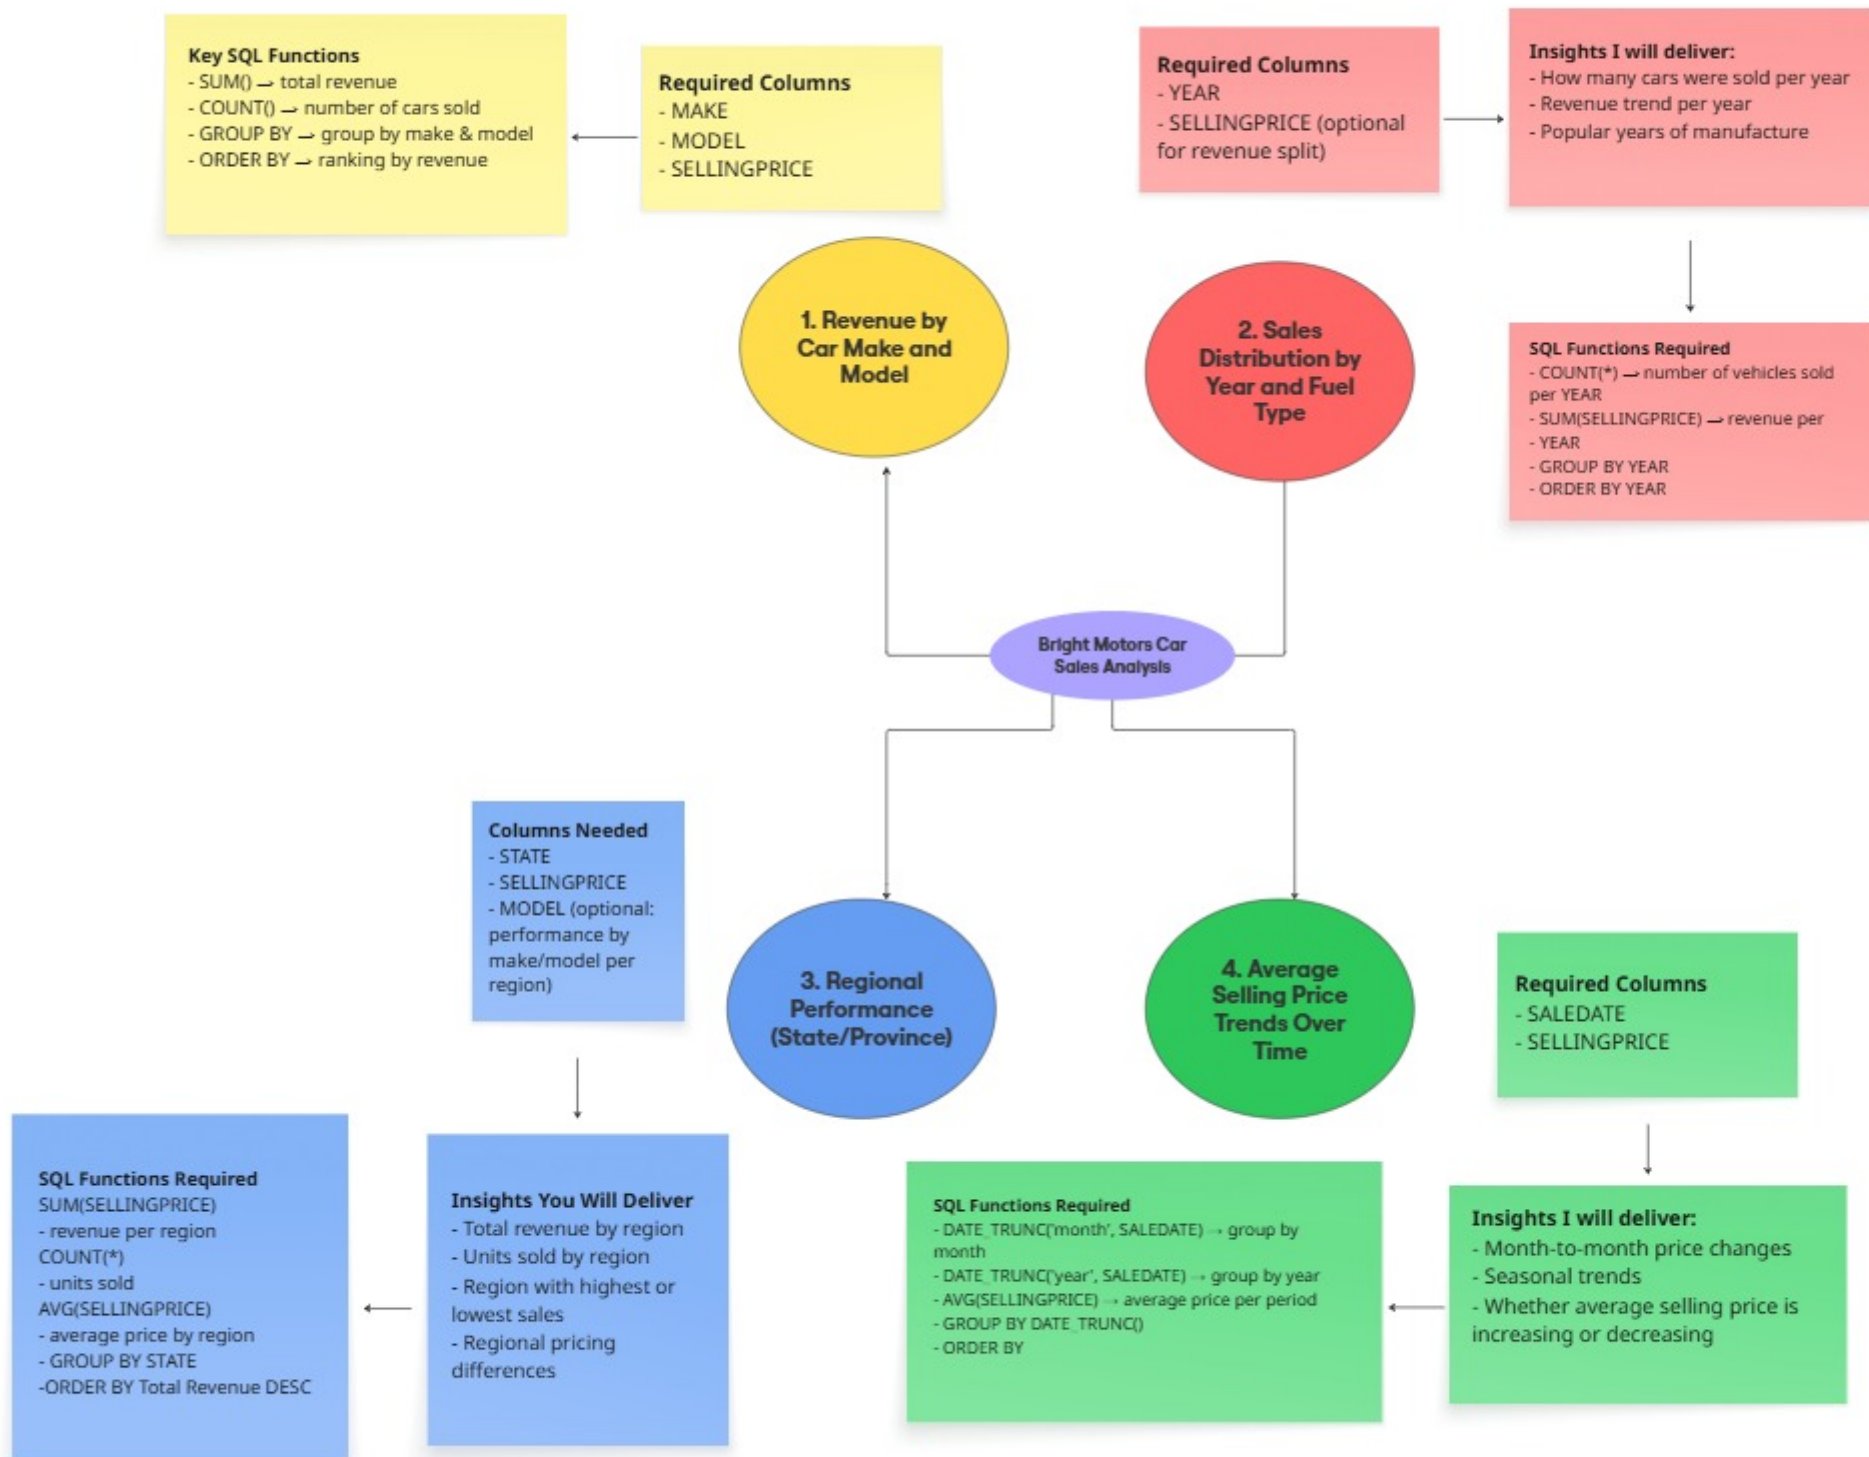 Key SQL Functions
- SUM() → total revenue
- COUNT() → number of cars sold
- GROUP BY → group by make & model
- ORDER BY → ranking by revenue
Required Columns
- MAKE
- MODEL
- SELLINGPRICE
Required Columns
- YEAR
- SELLINGPRICE (optional
for revenue split)
Insights I will deliver:
- How many cars were sold per year
- Revenue trend per year
- Popular years of manufacture
1. Revenue by
Car Make and
Model
2. Sales
Distribution by
Year and Fuel
Type
SQL Functions Required
- COUNT(*) → number of vehicles sold
per YEAR
- SUM(SELLINGPRICE) → revenue per
- YEAR
- GROUP BY YEAR
- ORDER BY YEAR
Bright Motors Car
Sales Analysis
Columns Needed
- STATE
- SELLINGPRICE
- MODEL (optional:
performance by
make/model per
region)
3. Regional
Performance
(State/Province)
4. Average
Selling Price
Trends Over
Time
Required Columns
- SALEDATE
- SELLINGPRICE
SQL Functions Required
SUM(SELLINGPRICE)
- revenue per region
COUNT(*)
- units sold
AVG(SELLINGPRICE)
- average price by region
- GROUP BY STATE
-ORDER BY Total Revenue DESC
Insights You Will Deliver
- Total revenue by region
- Units sold by region
- Region with highest or
lowest sales
- Regional pricing
differences
SQL Functions Required
- DATE_TRUNC('month', SALEDATE) → group by
month
- DATE_TRUNC('year', SALEDATE) → group by year
- AVG(SELLINGPRICE) → average price per period
- GROUP BY DATE_TRUNC()
- ORDER BY
Insights I will deliver:
- Month-to-month price changes
- Seasonal trends
- Whether average selling price is
increasing or decreasing